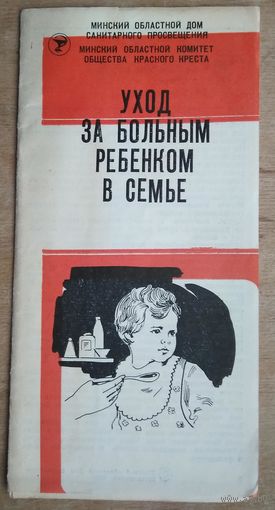 МИНСКИЙ ОБЛАСТНОЙ ДОМ
САНИТАРНОГО ПРОСВЕЩЕНИЯ
МИНСКИЙ ОБЛАСТНОЙ КОМИТЕТ
ОБЩЕСТВА КРАСНОГО КРЕСТА
УХОД
ЗА БОЛЬНЫМ
РЕБЕНКОМ
В СЕМЬЕ